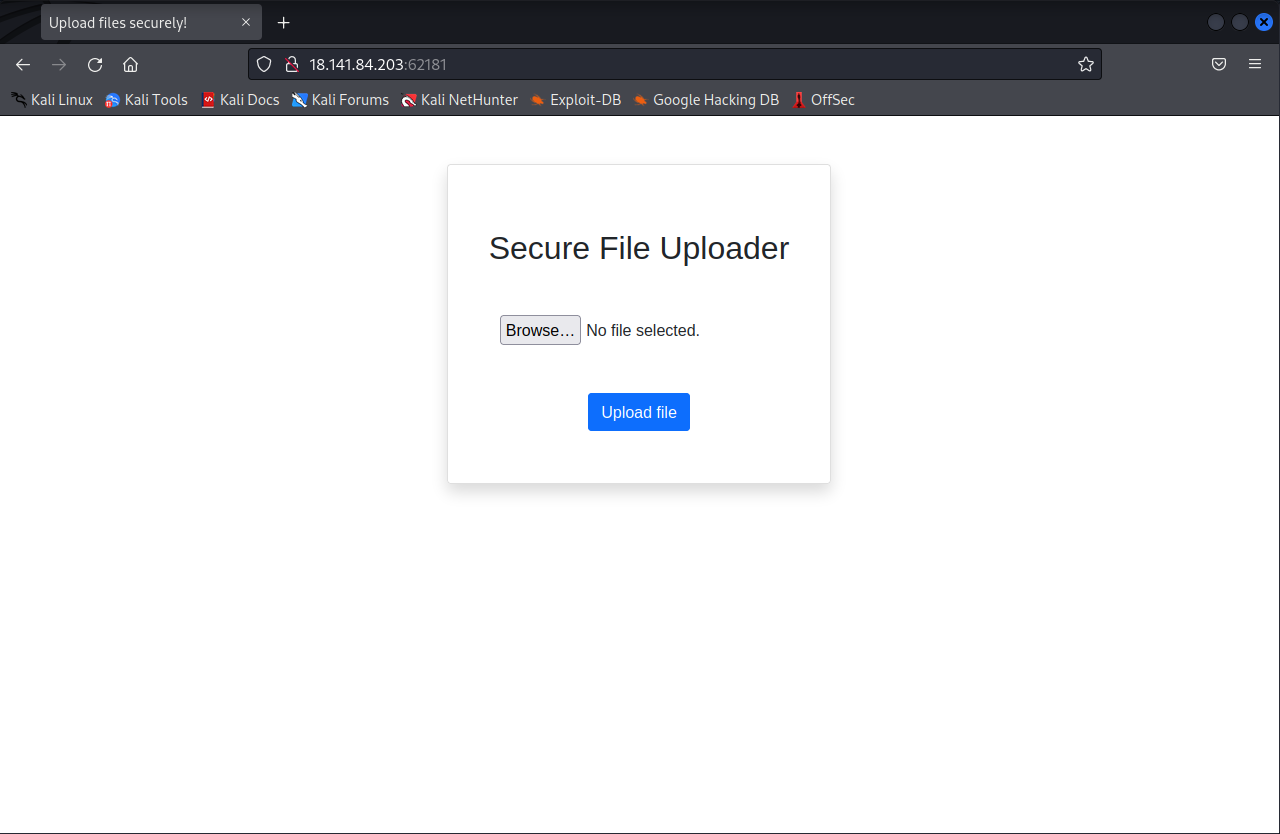 Upload files securely!
18.141.84.203:62181
Kali Linux Kali Tools Kali Docs Kali Forums Kali NetHunter Exploit-DB Google Hacking DB OffSec
Secure File Uploader
Browse… No file selected.
Upload file